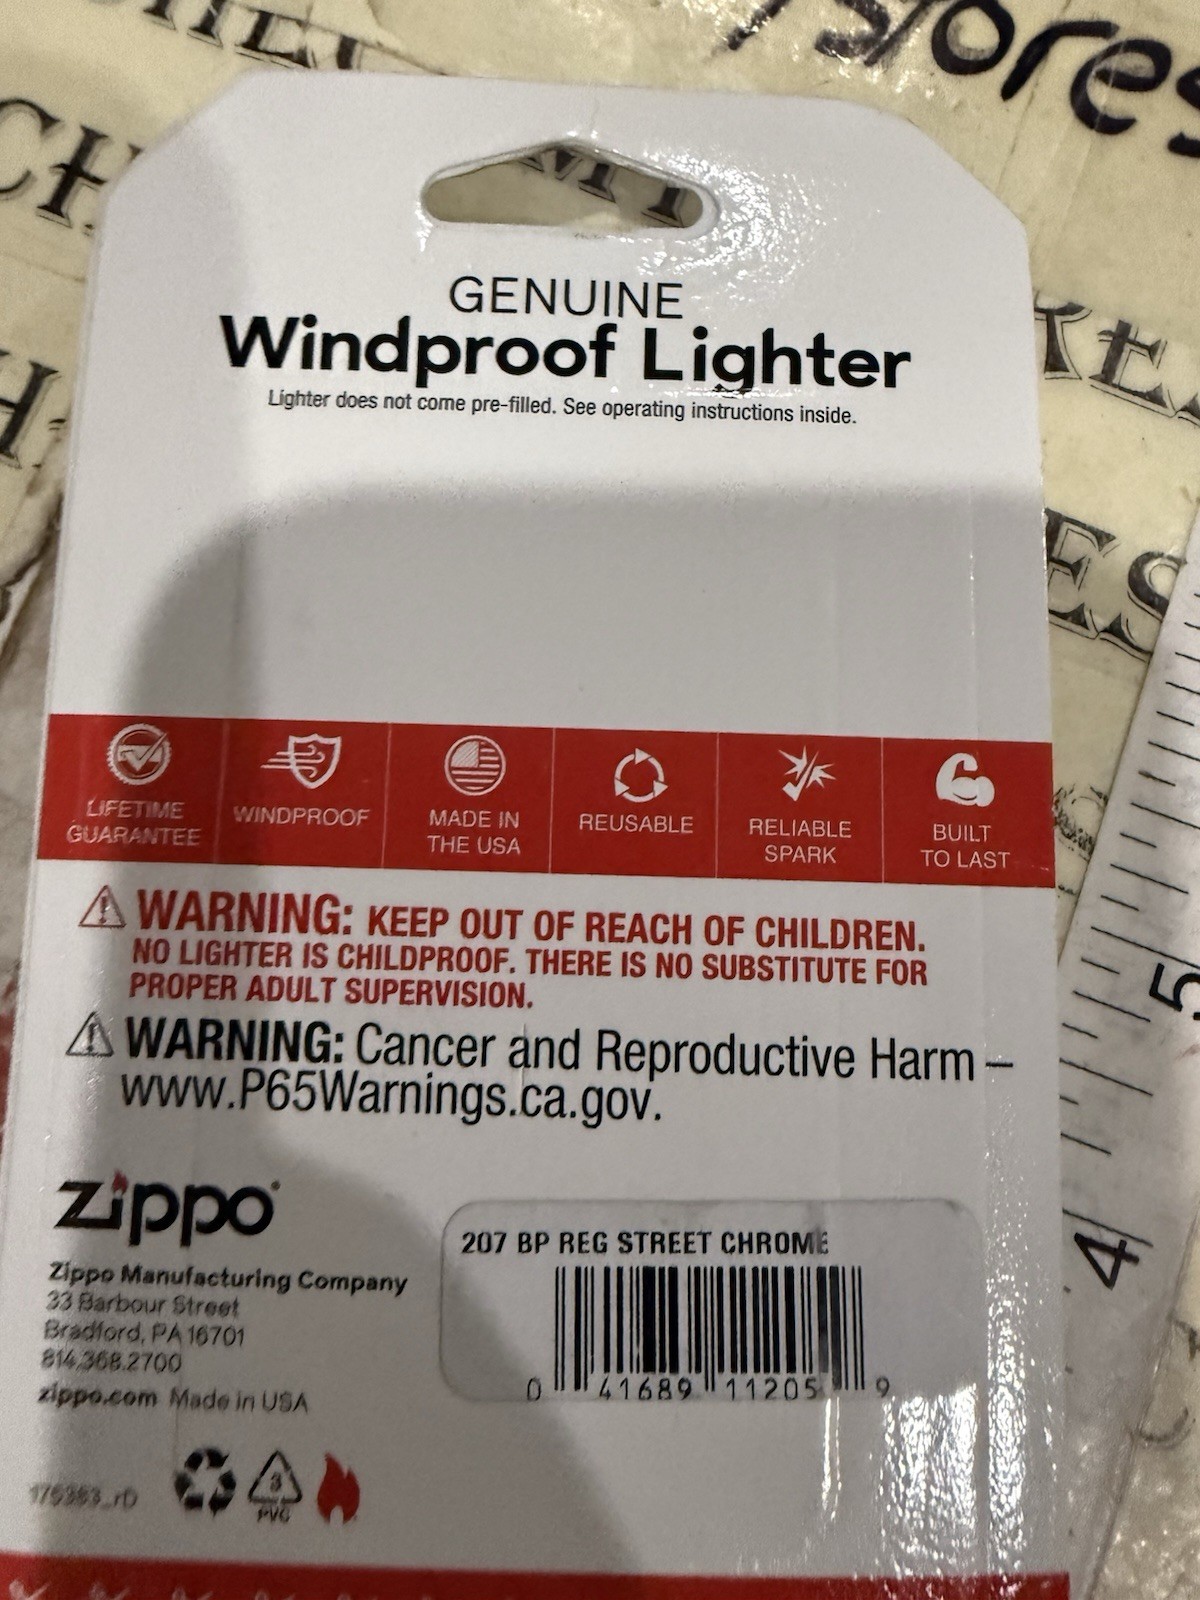 GENUINE
Windproof Lighter
Lighter does not come pre-filled. See operating instructions inside.
LIFETIME
GUARANTEE
WINDPROOF
MADE IN
THE USA
REUSABLE
RELIABLE
SPARK
BUILT
TO LAST
WARNING: KEEP OUT OF REACH OF CHILDREN.
NO LIGHTER IS CHILDPROOF. THERE IS NO SUBSTITUTE FOR
PROPER ADULT SUPERVISION.
WARNING: Cancer and Reproductive Harm –
www.P65Warnings.ca.gov.
zippo
Zippo Manufacturing Company
33 Barbour Street
Bradford, PA 16701
814.368.2700
zippo.com Made in USA
207 BP REG STREET CHROME
0 41689 11205 9
3
PVC
5
4